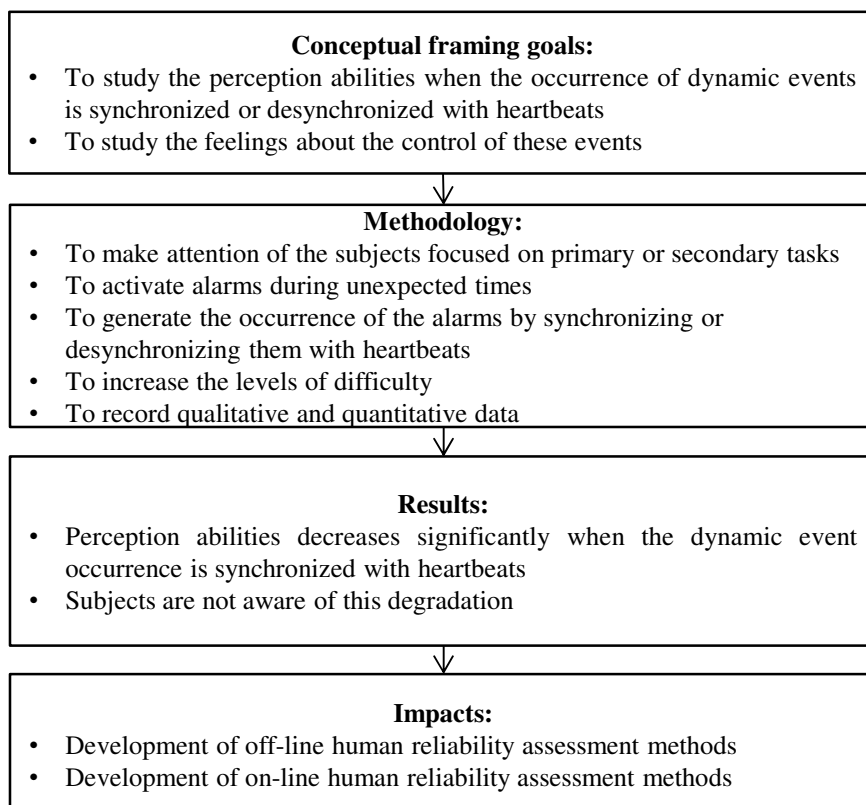 Conceptual framing goals:
• To study the perception abilities when the occurrence of dynamic events
is synchronized or desynchronized with heartbeats
• To study the feelings about the control of these events
Methodology:
• To make attention of the subjects focused on primary or secondary tasks
• To activate alarms during unexpected times
• To generate the occurrence of the alarms by synchronizing or
desynchronizing them with heartbeats
• To increase the levels of difficulty
• To record qualitative and quantitative data
Results:
• Perception abilities decreases significantly when the dynamic event
occurrence is synchronized with heartbeats
• Subjects are not aware of this degradation
Impacts:
• Development of off-line human reliability assessment methods
• Development of on-line human reliability assessment methods